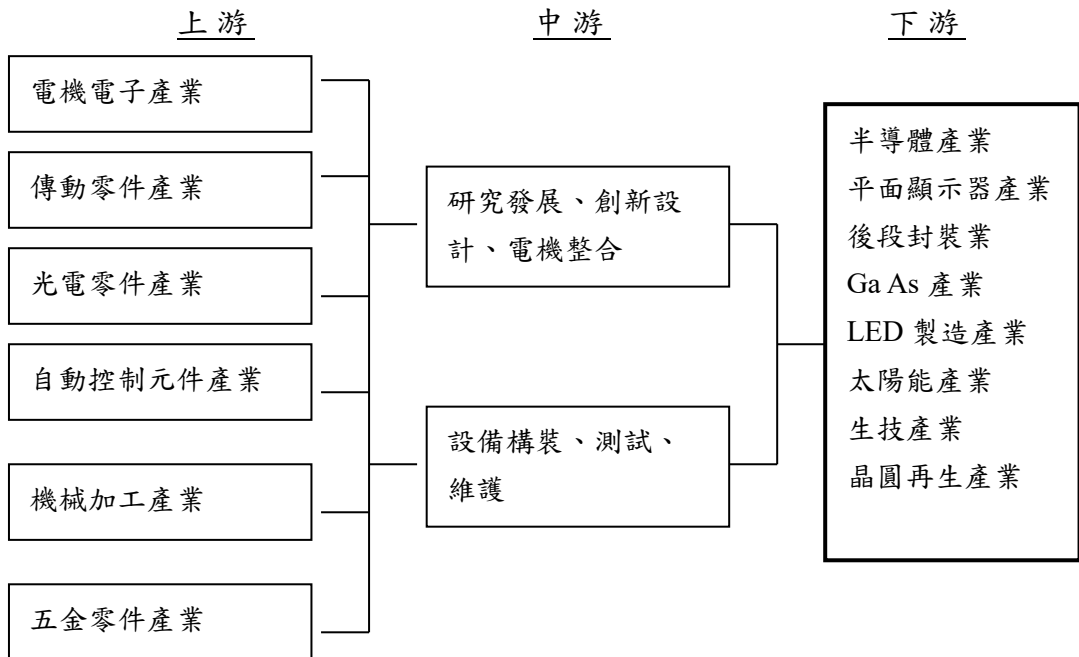 上游
中游
下游
電機電子產業
傳動零件產業
光電零件產業
自動控制元件產業
機械加工產業
五金零件產業
研究發展、創新設
計、電機整合
設備構裝、測試、
維護
半導體產業
平面顯示器產業
後段封裝業
Ga As 產業
LED 製造產業
太陽能產業
生技產業
晶圓再生產業